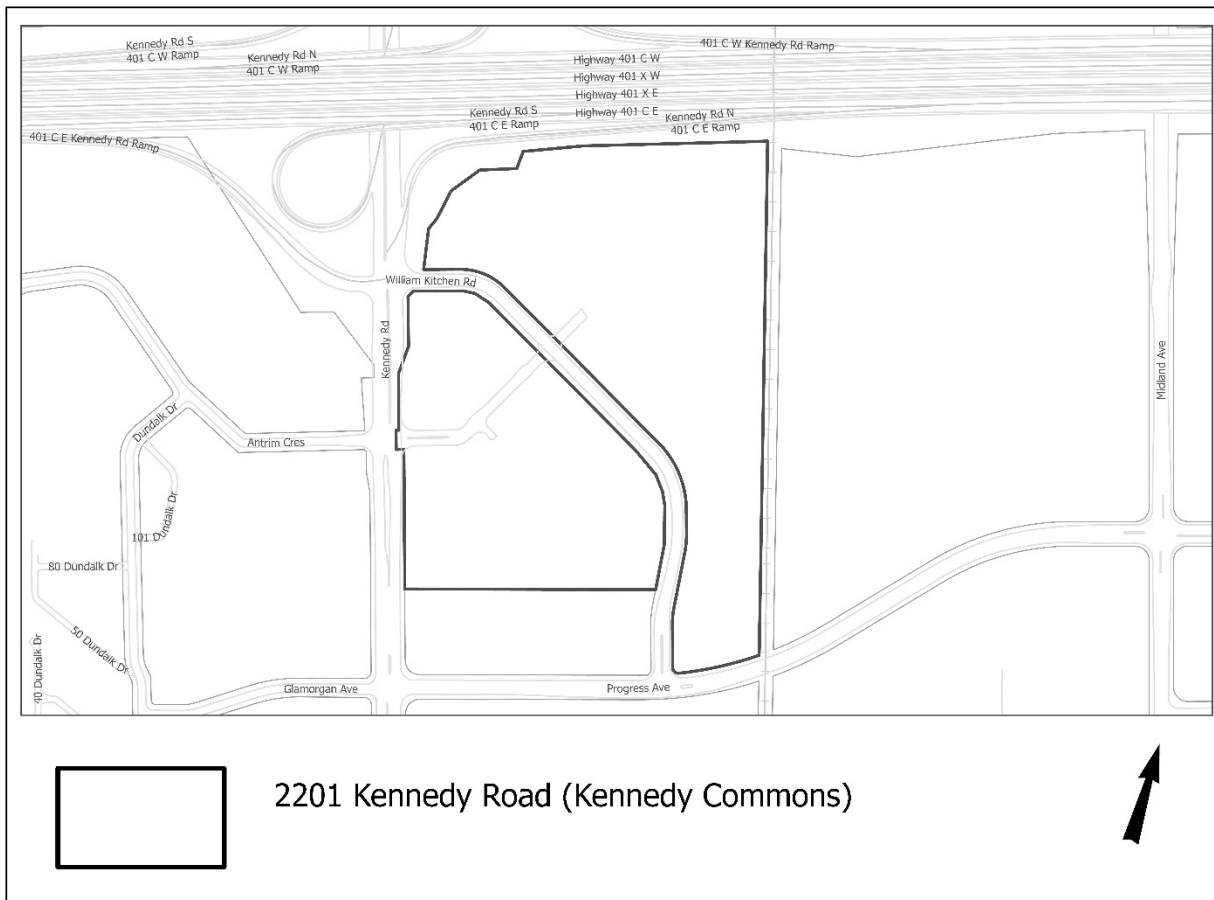 Kennedy Rd S
401 C W Ramp
Kennedy Rd N
401 C W Ramp
401 C W Kennedy Rd Ramp
Highway 401 C W
Highway 401 X W
Highway 401 X E
Highway 401 C E
Kennedy Rd S
401 C E Ramp
Kennedy Rd N
401 C E Ramp
401 C E Kennedy Rd Ramp
William Kitchen Rd
Kennedy Rd
Midland Ave
Dundalk Dr
Antrim Cres
101 Dundalk Dr
80 Dundalk Dr
50 Dundalk Dr
40 Dundalk Dr
Glamorgan Ave
Progress Ave
2201 Kennedy Road (Kennedy Commons)